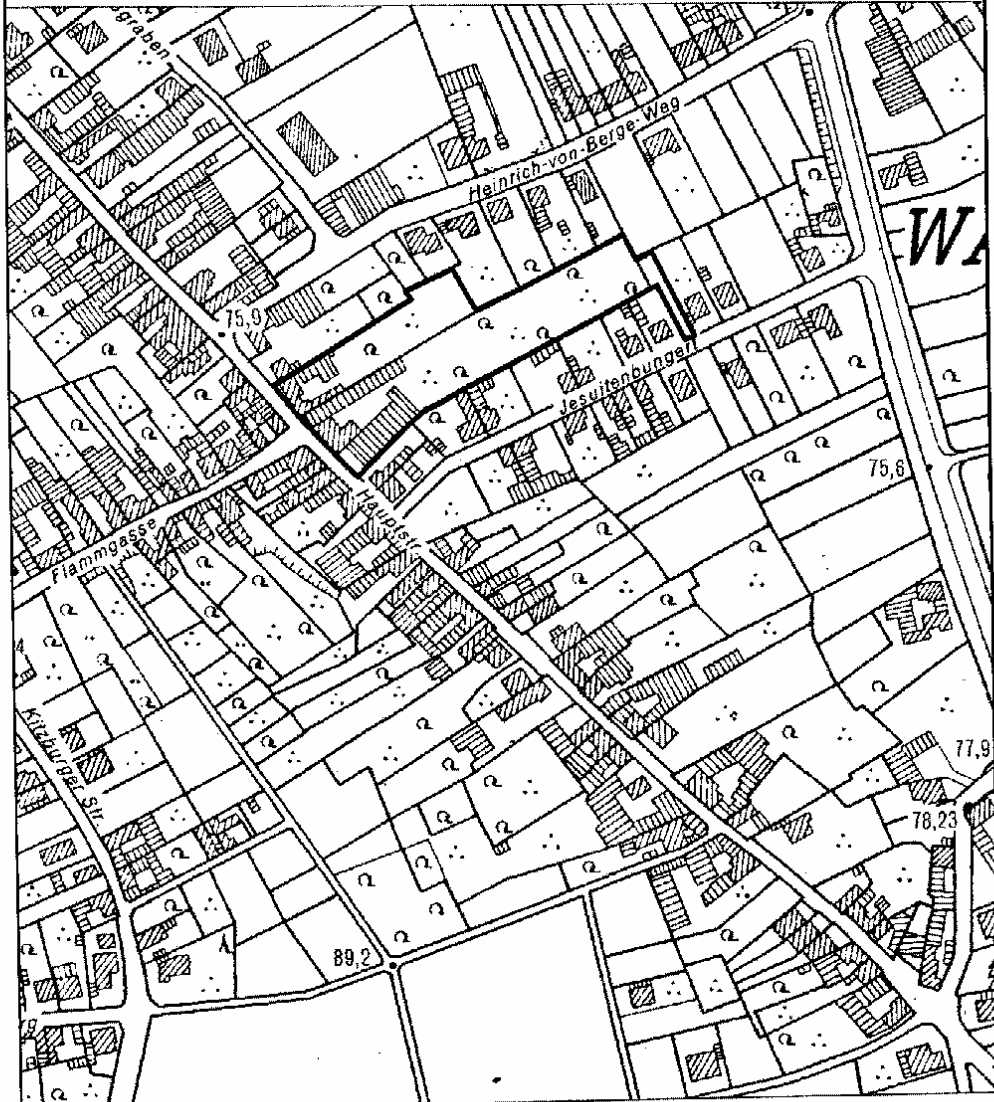 graben
Heinrich-von-Berge-Weg
WA
75,9
Jesuitenbungert
75,6
Hauptstr.
Flammgasse
4
Kitzburger Str.
77,9
78,23
89,2